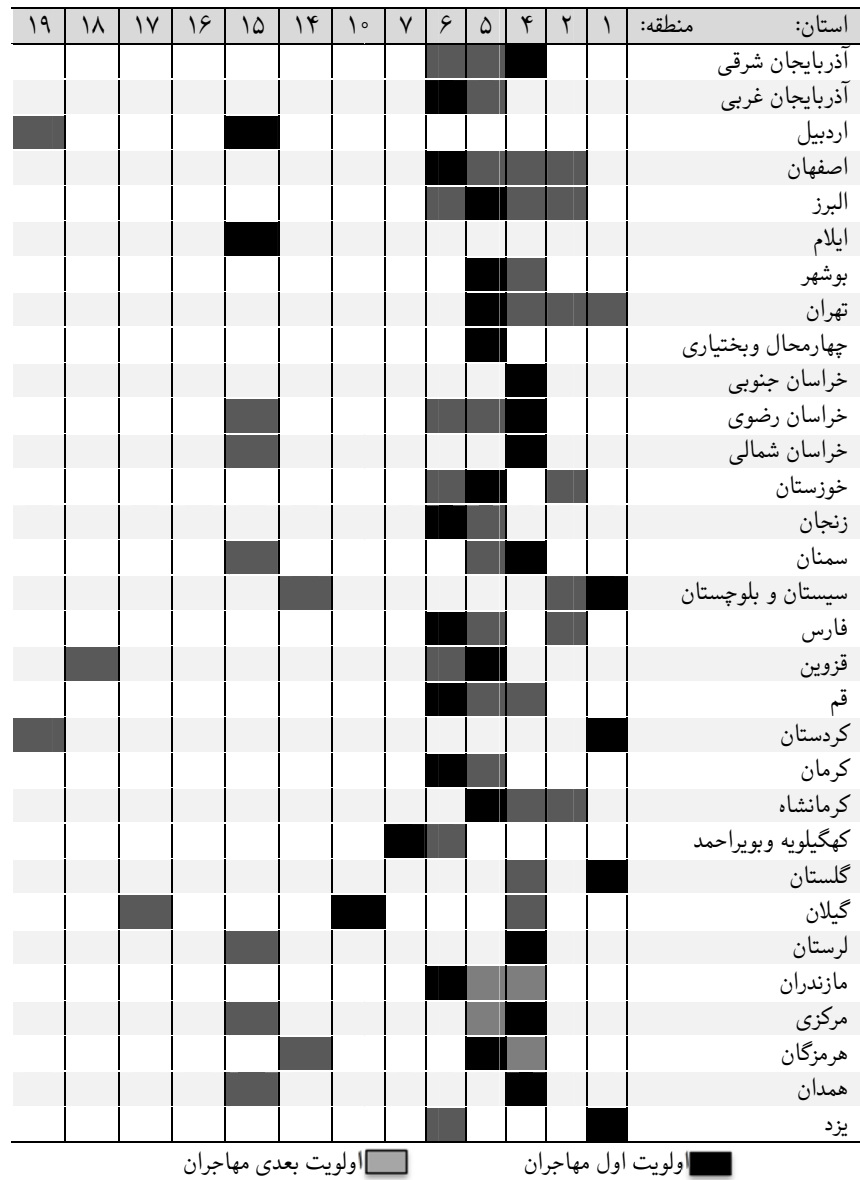 استان: منطقه: ۱ ۲ ۴ ۵ ۶ ۷ ۱۰ ۱۴ ۱۵ ۱۶ ۱۷ ۱۸ ۱۹
آذربایجان شرقی
آذربایجان غربی
اردبیل
اصفهان
البرز
ایلام
بوشهر
تهران
چهارمحال وبختیاری
خراسان جنوبی
خراسان رضوی
خراسان شمالی
خوزستان
زنجان
سمنان
سیستان و بلوچستان
فارس
قزوین
قم
کردستان
کرمان
کرمانشاه
کهگیلویه وبویراحمد
گلستان
گیلان
لرستان
مازندران
مرکزی
هرمزگان
همدان
یزد
اولویت اول مهاجران اولویت بعدی مهاجران